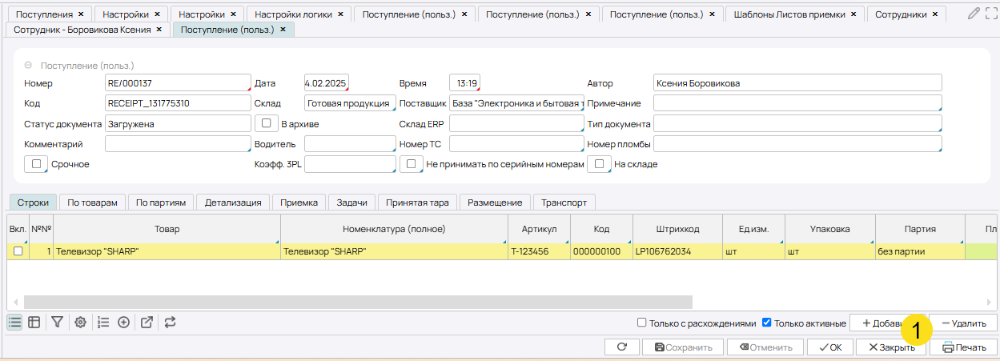 Поступления × Настройки × Настройки × Настройки логики × Поступление (польз.) × Поступление (польз.) × Поступление (польз.) × Шаблоны Листов приемки × Сотрудники ×
Сотрудник - Боровикова Ксения × Поступление (польз.) ×
Поступление (польз.)
Номер RE/000137 Дата 4.02.2025 Время 13:19 Автор Ксения Боровикова
Код RECEIPT_131775310 Склад Готовая продукция Поставщик База "Электроника и бытовая т Примечание
Статус документа Загружена В архиве Склад ERP Тип документа
Комментарий Водитель Номер ТС Номер пломбы
Срочное Коэфф. 3PL Не принимать по серийным номерам На складе
Строки По товарам По партиям Детализация Приемка Задачи Принятая тара Размещение Транспорт
Вкл. №№ Товар Номенклатура (полное) Артикул Код Штрихкод Ед.изм. Упаковка Партия Пл
1 Телевизор "SHARP" Телевизор "SHARP" T-123456 000000100 LP106762034 шт шт без партии
Только с расхождениями Только активные + Добави 1 − Удалить
Сохранить Отменить OK Закрыть Печать